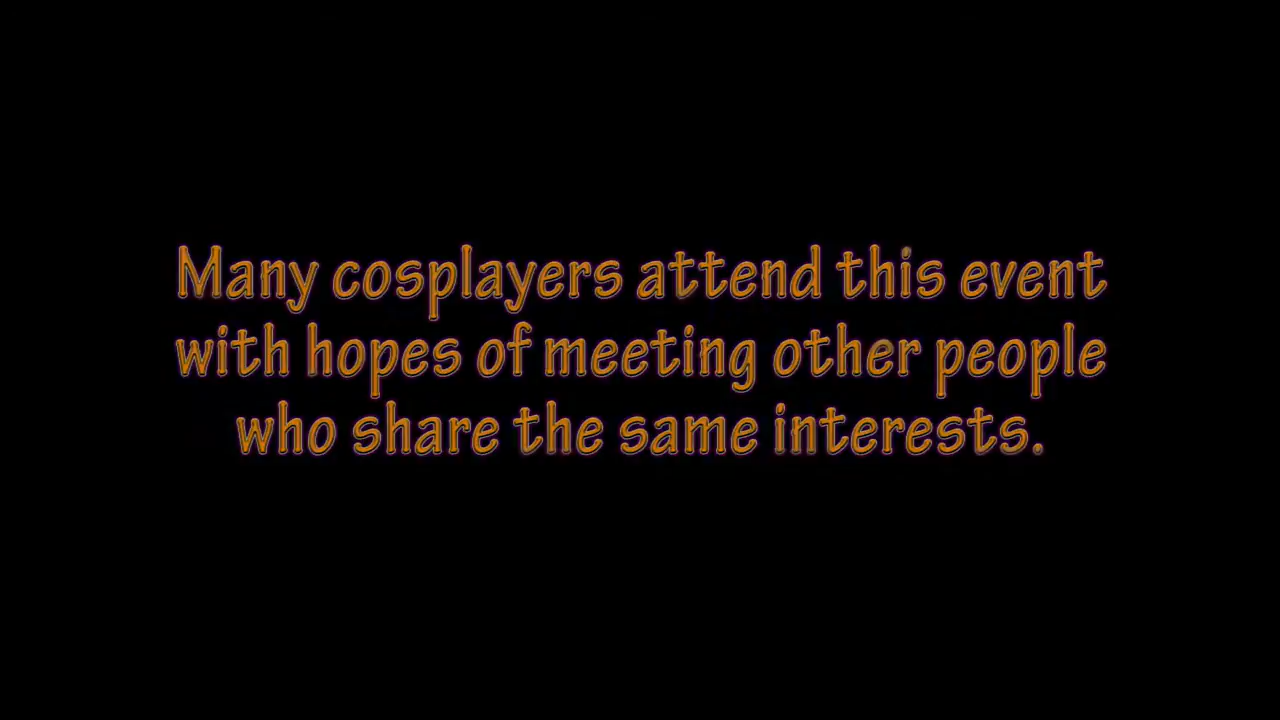 Many cosplayers attend this event
with hopes of meeting other people
who share the same interests.